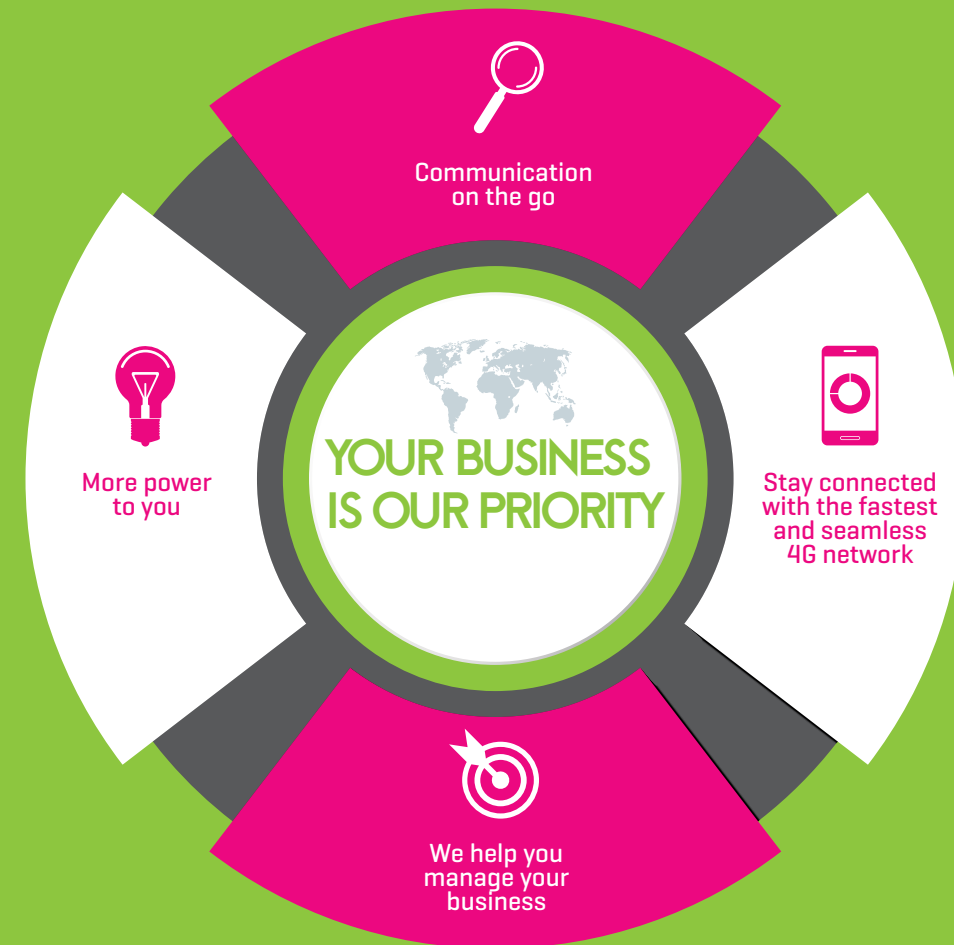 Communication
on the go
More power
to you
YOUR BUSINESS
IS OUR PRIORITY
Stay connected
with the fastest
and seamless
4G network
We help you
manage your
business